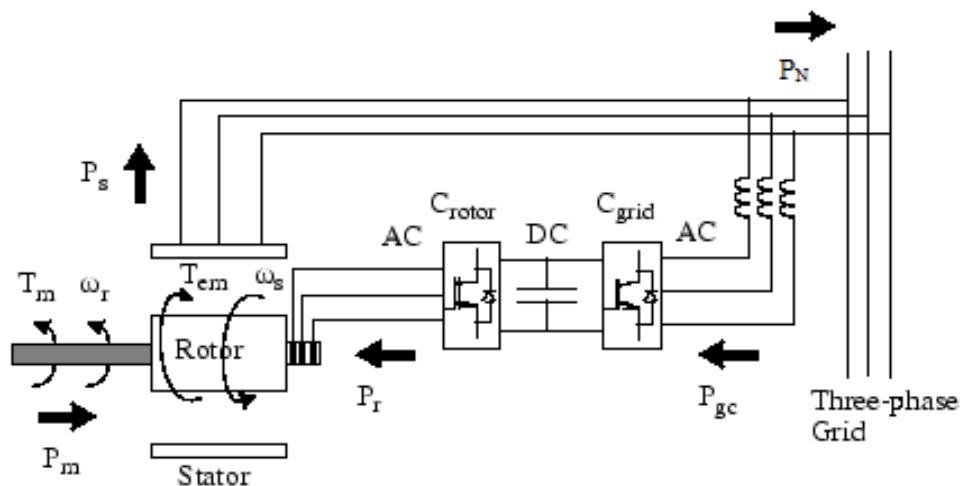 P_N
P_s
C_rotor
C_grid
AC
DC
AC
T_m
ω_r
T_em
ω_s
Rotor
P_r
P_gc
P_m
Stator
Three-phase
Grid